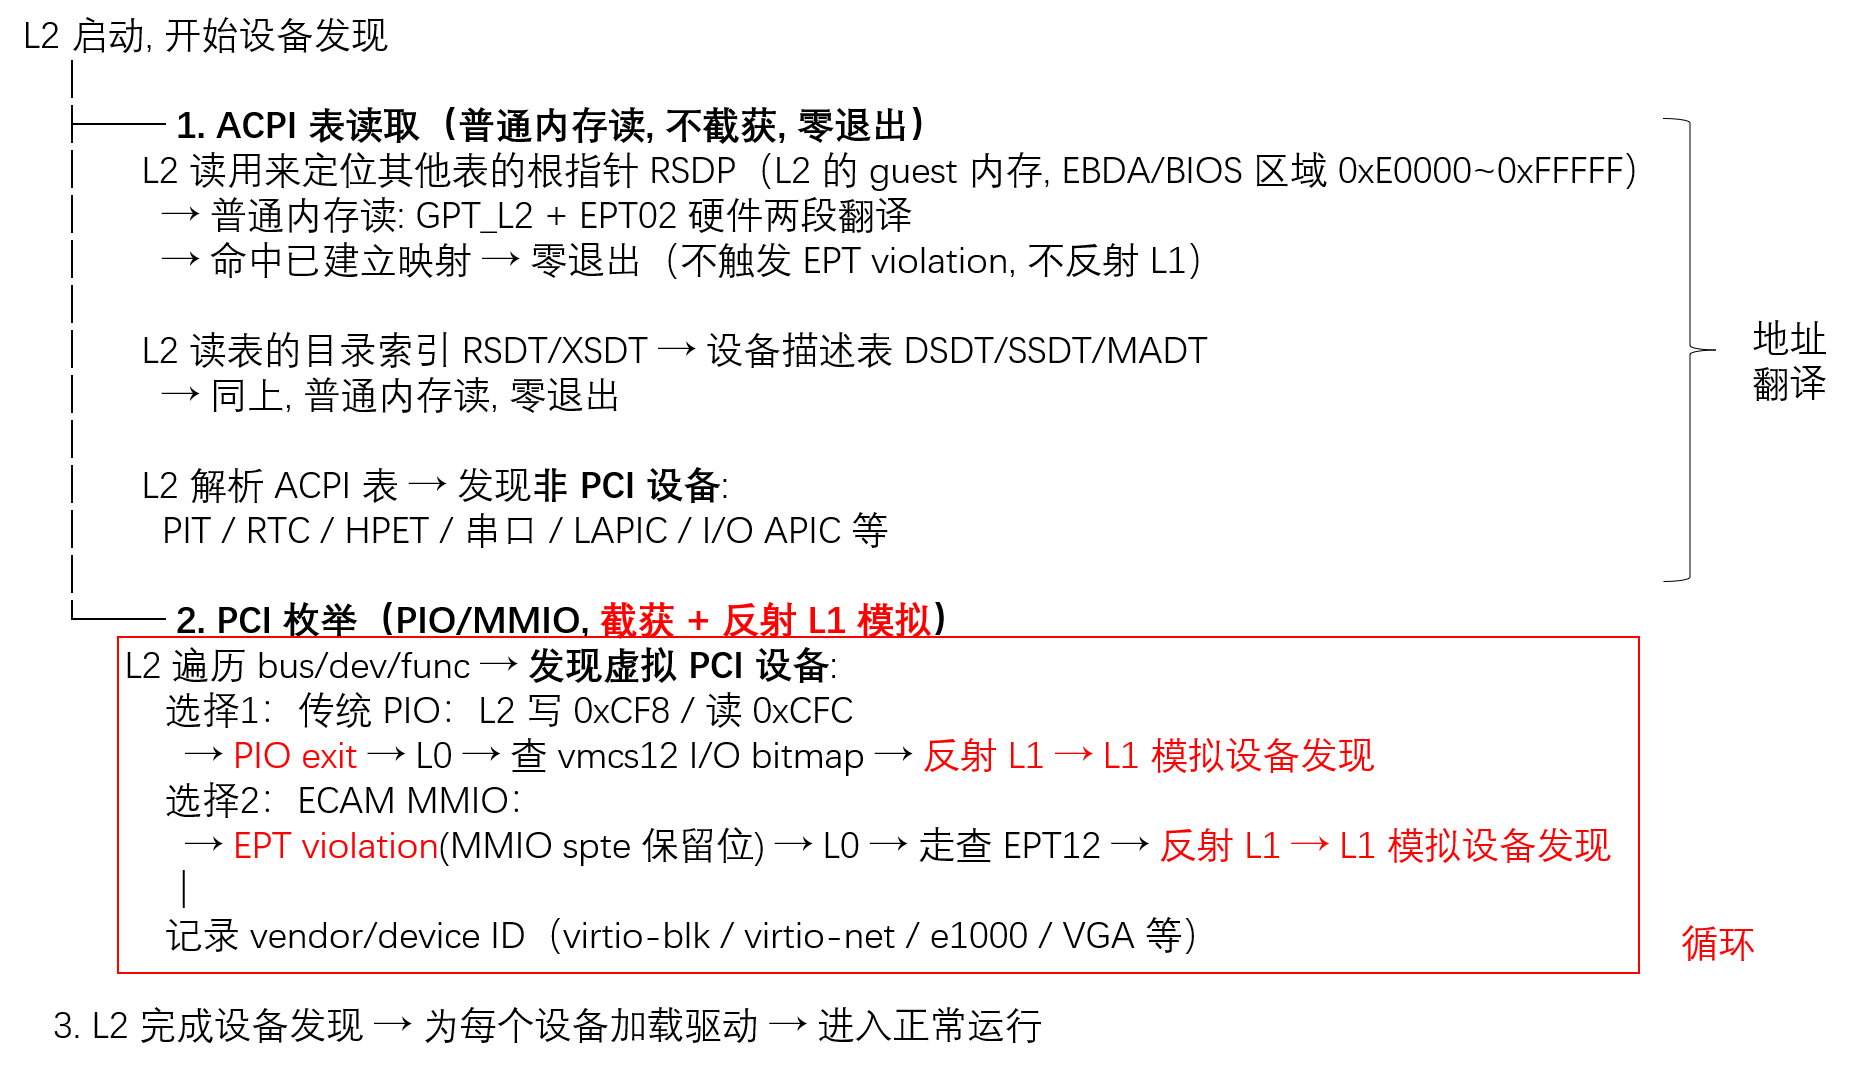 L2 启动, 开始设备发现
1. ACPI 表读取（普通内存读, 不截获, 零退出）
L2 读用来定位其他表的根指针 RSDP（L2 的 guest 内存, EBDA/BIOS 区域 0xE0000~0xFFFFF）
→ 普通内存读: GPT_L2 + EPT02 硬件两段翻译
→ 命中已建立映射 → 零退出（不触发 EPT violation, 不反射 L1）
L2 读表的目录索引 RSDT/XSDT → 设备描述表 DSDT/SSDT/MADT
→ 同上, 普通内存读, 零退出
L2 解析 ACPI 表 → 发现非 PCI 设备:
PIT / RTC / HPET / 串口 / LAPIC / I/O APIC 等
地址
翻译
2. PCI 枚举（PIO/MMIO, 截获 + 反射 L1 模拟）
L2 遍历 bus/dev/func → 发现虚拟 PCI 设备:
选择1： 传统 PIO： L2 写 0xCF8 / 读 0xCFC
→ PIO exit → L0 → 查 vmcs12 I/O bitmap → 反射 L1 → L1 模拟设备发现
选择2： ECAM MMIO：
→ EPT violation(MMIO spte 保留位) → L0 → 走查 EPT12 → 反射 L1 → L1 模拟设备发现
|
记录 vendor/device ID（virtio-blk / virtio-net / e1000 / VGA 等）
循环
3. L2 完成设备发现 → 为每个设备加载驱动 → 进入正常运行